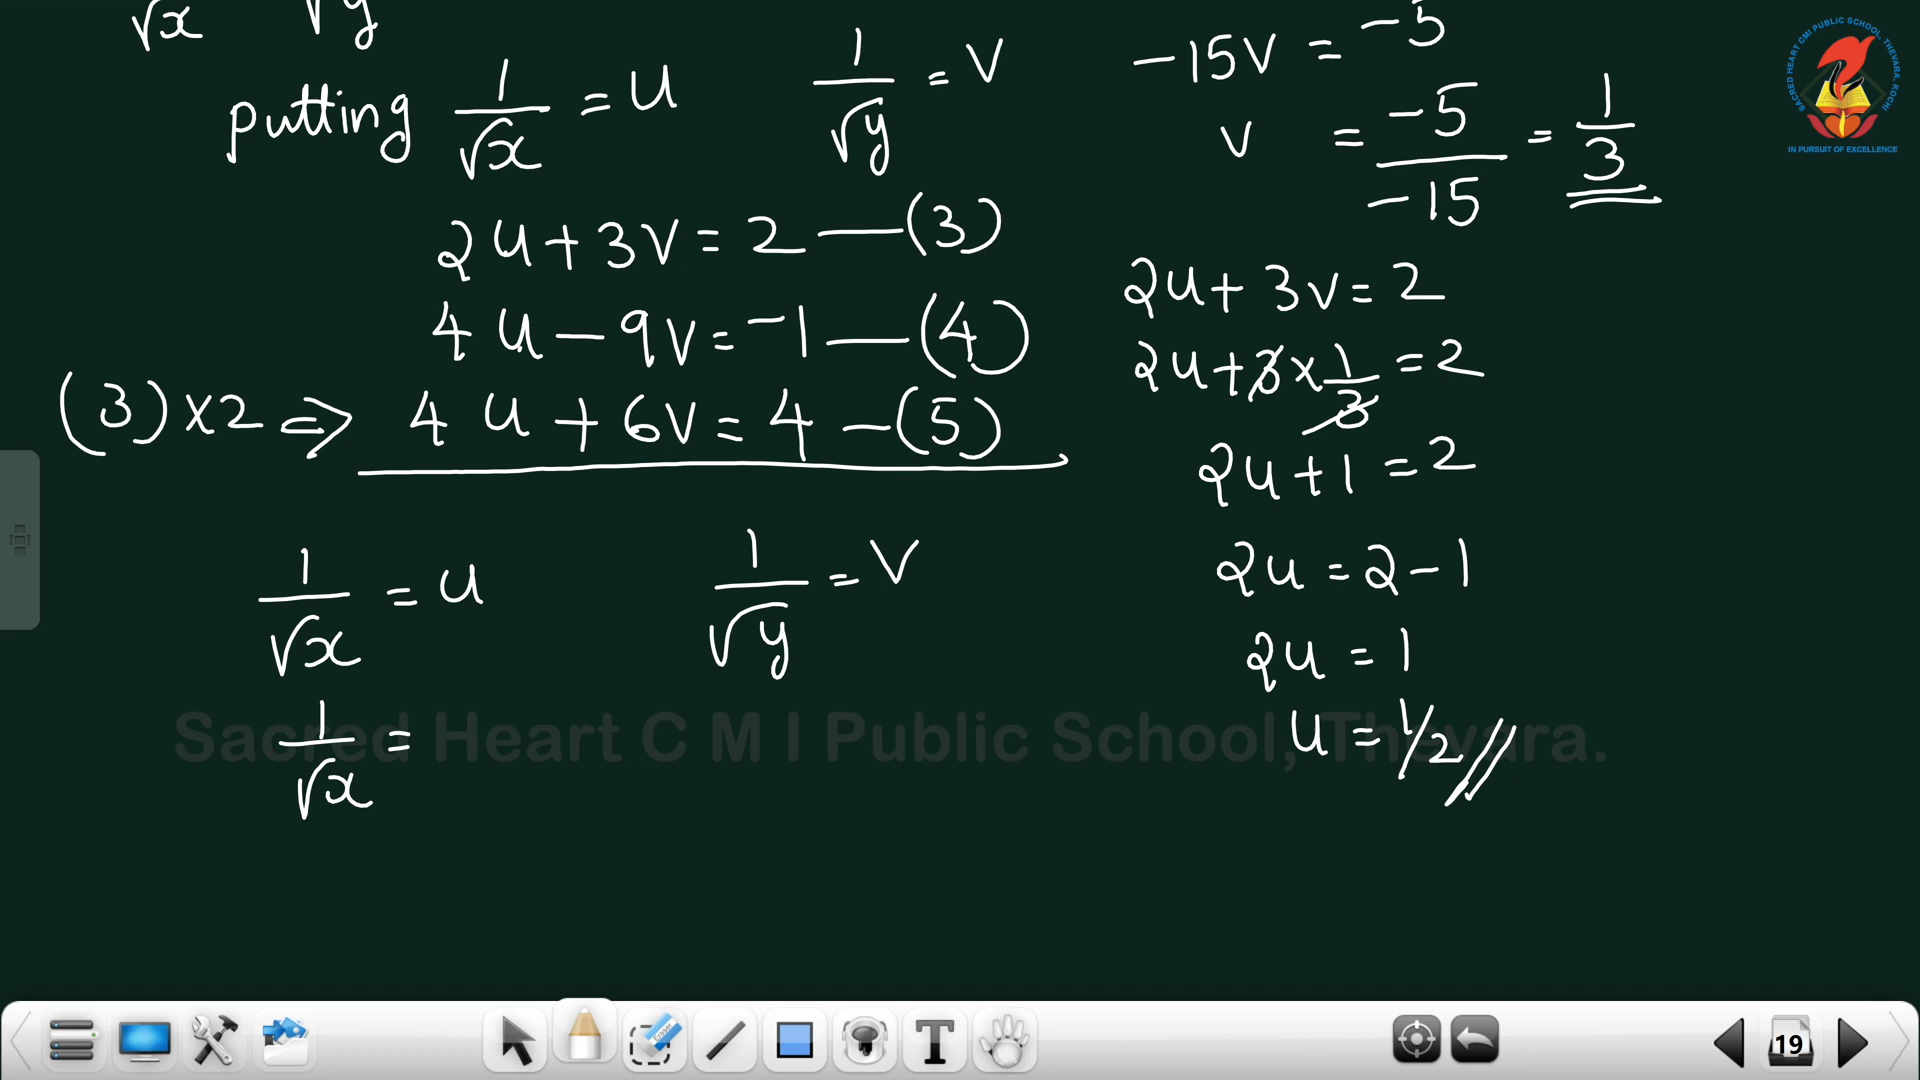 √x √y
putting 1/√x = u 1/√y = v
2u + 3v = 2 — (3)
4u − 9v = −1 — (4)
(3) × 2 ⇒ 4u + 6v = 4 − (5)
1/√x = u 1/√y = v
1/√x =
−15v = −5
v = −5/−15 = 1/3
2u + 3v = 2
2u + 3 × 1/3 = 2
2u + 1 = 2
2u = 2 − 1
2u = 1
u = 1/2
Sacred Heart C M I Public School, Thevara.
SACRED HEART CMI PUBLIC SCHOOL, THEVARA, KOCHI
IN PURSUIT OF EXCELLENCE
Eraser
T
19